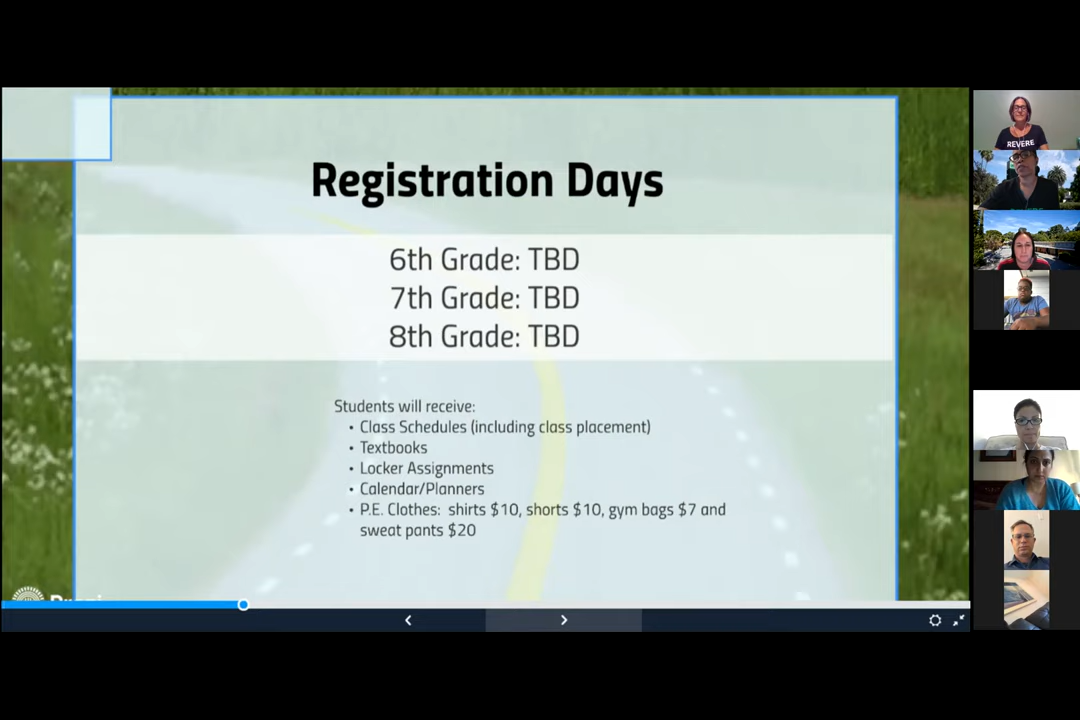 Registration Days
6th Grade: TBD
7th Grade: TBD
8th Grade: TBD
Students will receive:
• Class Schedules (including class placement)
• Textbooks
• Locker Assignments
• Calendar/Planners
• P.E. Clothes: shirts $10, shorts $10, gym bags $7 and
sweat pants $20
REVERE